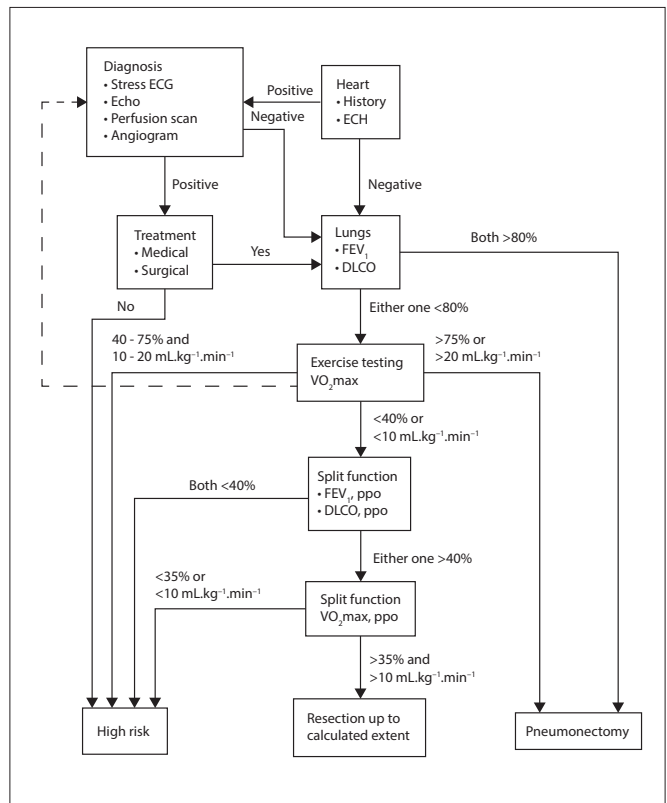 Diagnosis
• Stress ECG
• Echo
• Perfusion scan
• Angiogram
Positive
Heart
• History
• ECH
Negative
Positive
Negative
Treatment
• Medical
• Surgical
Yes
Lungs
• FEV₁
• DLCO
Both >80%
No
Either one <80%
40 - 75% and
10 - 20 mL.kg⁻¹.min⁻¹
Exercise testing
VO₂max
>75% or
>20 mL.kg⁻¹.min⁻¹
<40% or
<10 mL.kg⁻¹.min⁻¹
Both <40%
Split function
• FEV₁, ppo
• DLCO, ppo
Either one >40%
<35% or
<10 mL.kg⁻¹.min⁻¹
Split function
VO₂max, ppo
>35% and
>10 mL.kg⁻¹.min⁻¹
High risk
Resection up to
calculated extent
Pneumonectomy